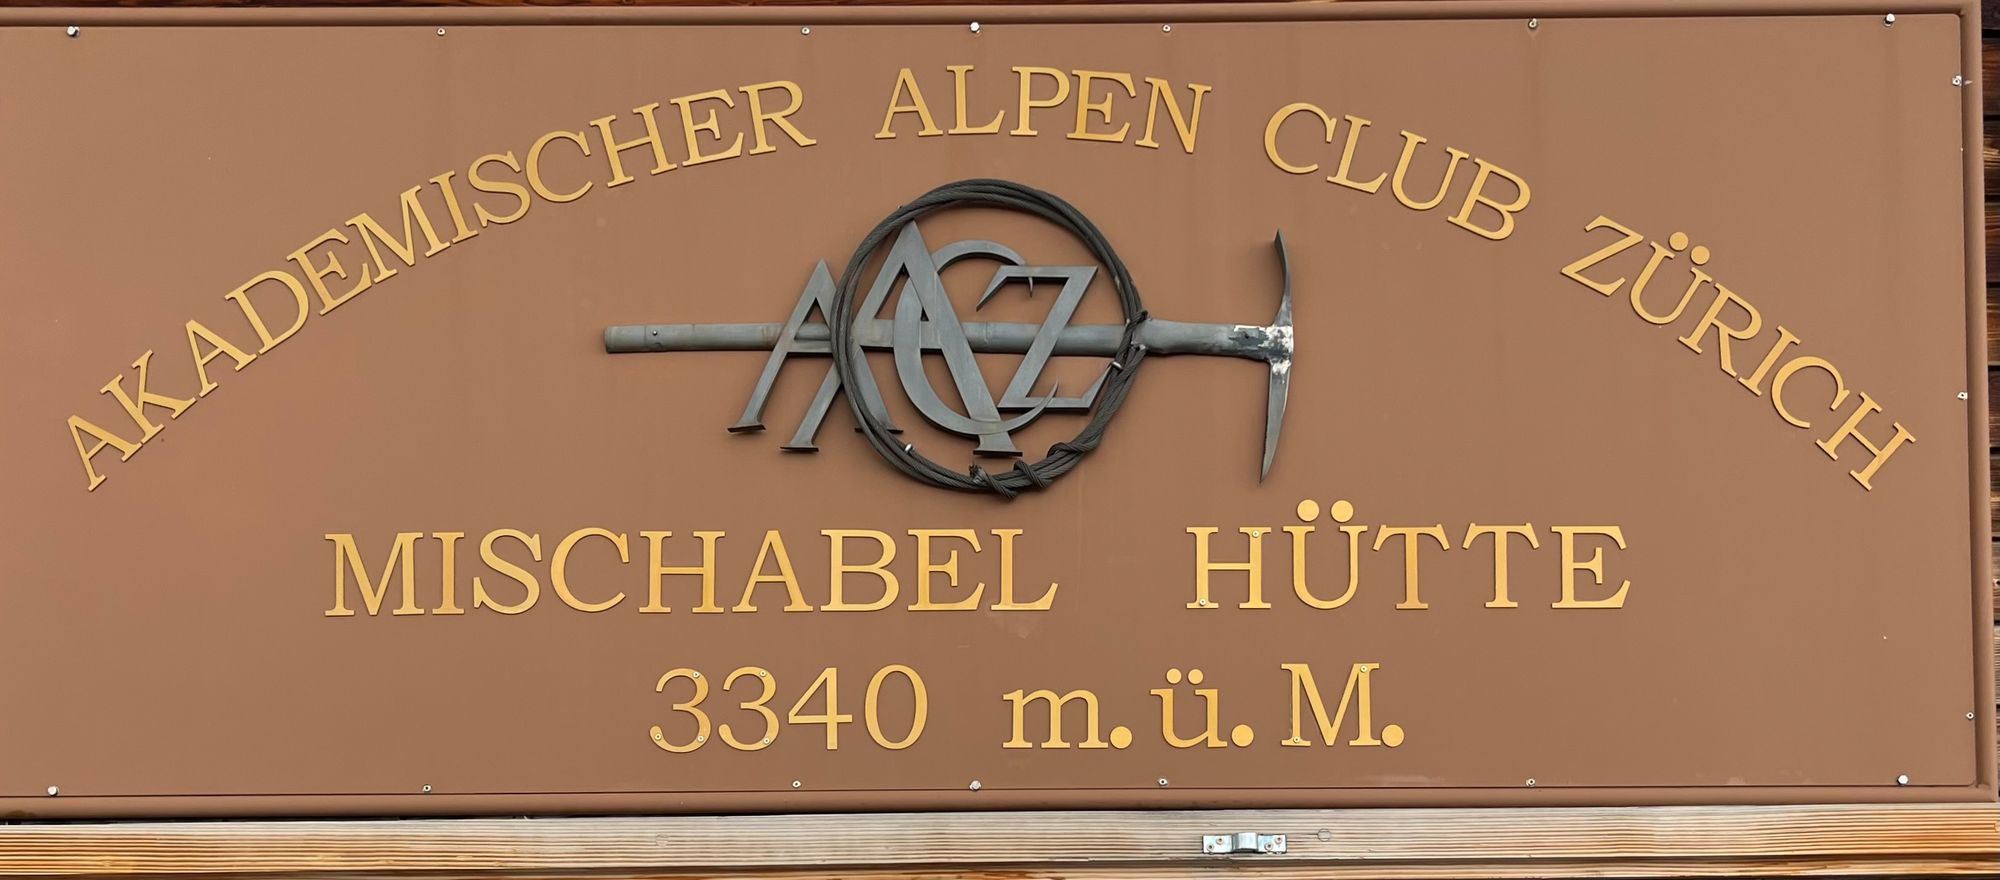 AKADEMISCHER ALPEN CLUB ZÜRICH
AACZ
MISCHABEL HÜTTE
3340 m.ü.M.